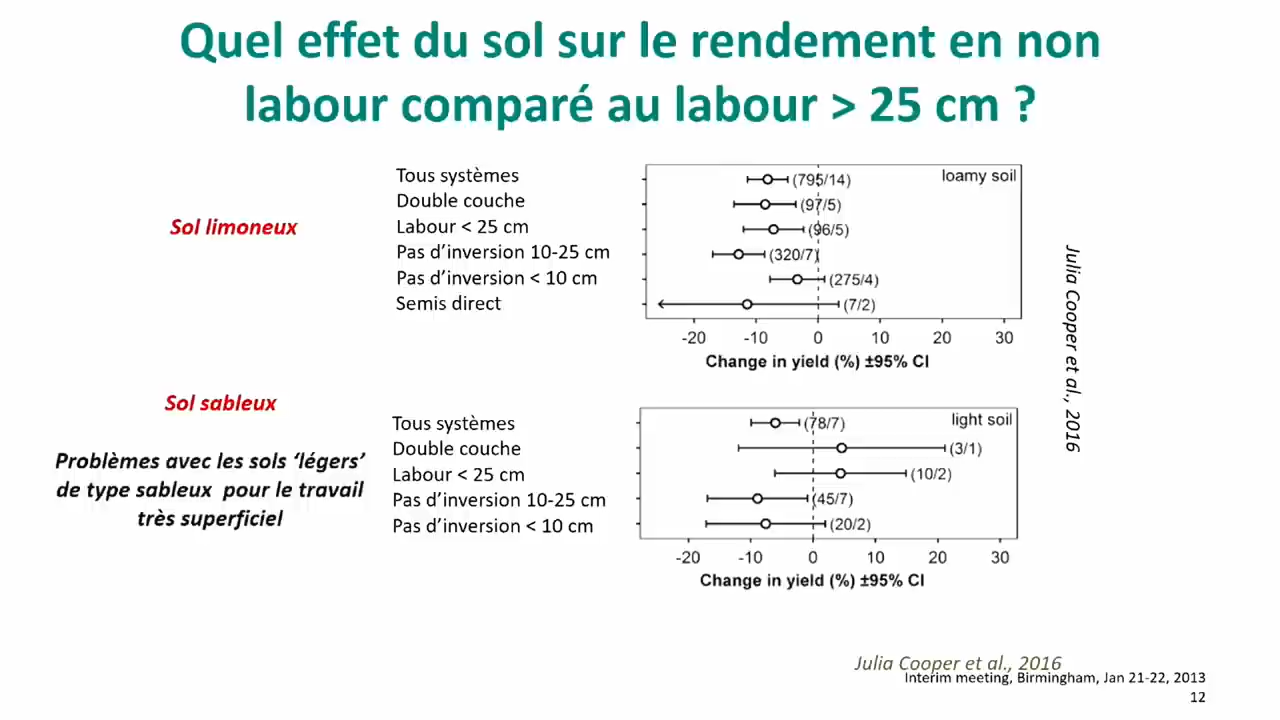 Quel effet du sol sur le rendement en non
labour comparé au labour > 25 cm ?
Sol limoneux
Tous systèmes
Double couche
Labour < 25 cm
Pas d’inversion 10-25 cm
Pas d’inversion < 10 cm
Semis direct
loamy soil
(795/14)
(97/5)
(96/5)
(320/7)
(275/4)
(7/2)
-20 -10 0 10 20 30
Change in yield (%) ±95% CI
Julia Cooper et al., 2016
Sol sableux
Problèmes avec les sols ‘légers’
de type sableux pour le travail
très superficiel
Tous systèmes
Double couche
Labour < 25 cm
Pas d’inversion 10-25 cm
Pas d’inversion < 10 cm
light soil
(78/7)
(3/1)
(10/2)
(45/7)
(20/2)
-20 -10 0 10 20 30
Change in yield (%) ±95% CI
Julia Cooper et al., 2016
Interim meeting, Birmingham, Jan 21-22, 2013
12